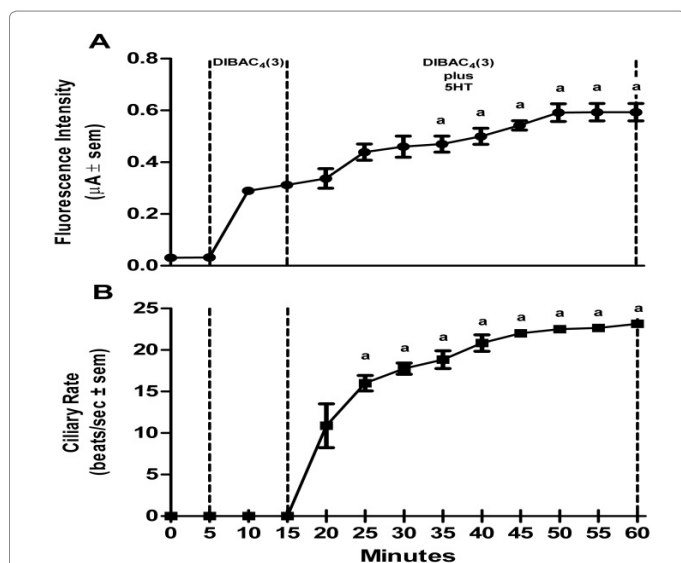 A
DIBAC₄(3)
DIBAC₄(3)
plus
5HT
Fluorescence Intensity
(µA ± sem)
0.8
0.6
0.4
0.2
0.0
a a a a a a
B
Ciliary Rate
(beats/sec ± sem)
25
20
15
10
5
0
a a a a a a a a
0 5 10 15 20 25 30 35 40 45 50 55 60
Minutes